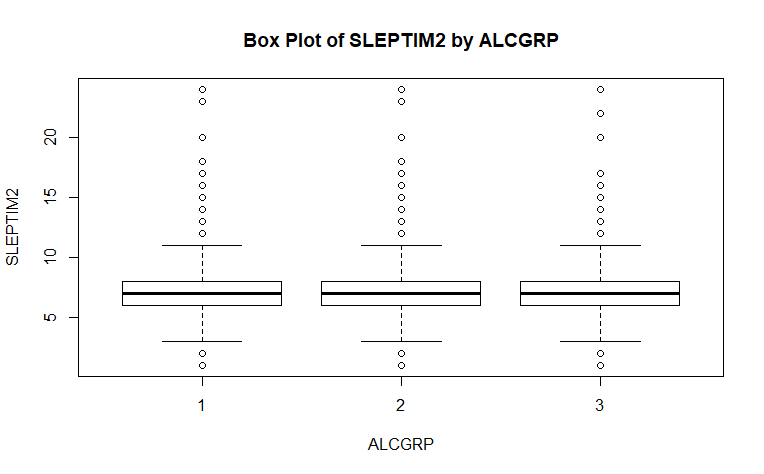 Box Plot of SLEPTIM2 by ALCGRP
SLEPTIM2
20
15
10
5
1 2 3
ALCGRP